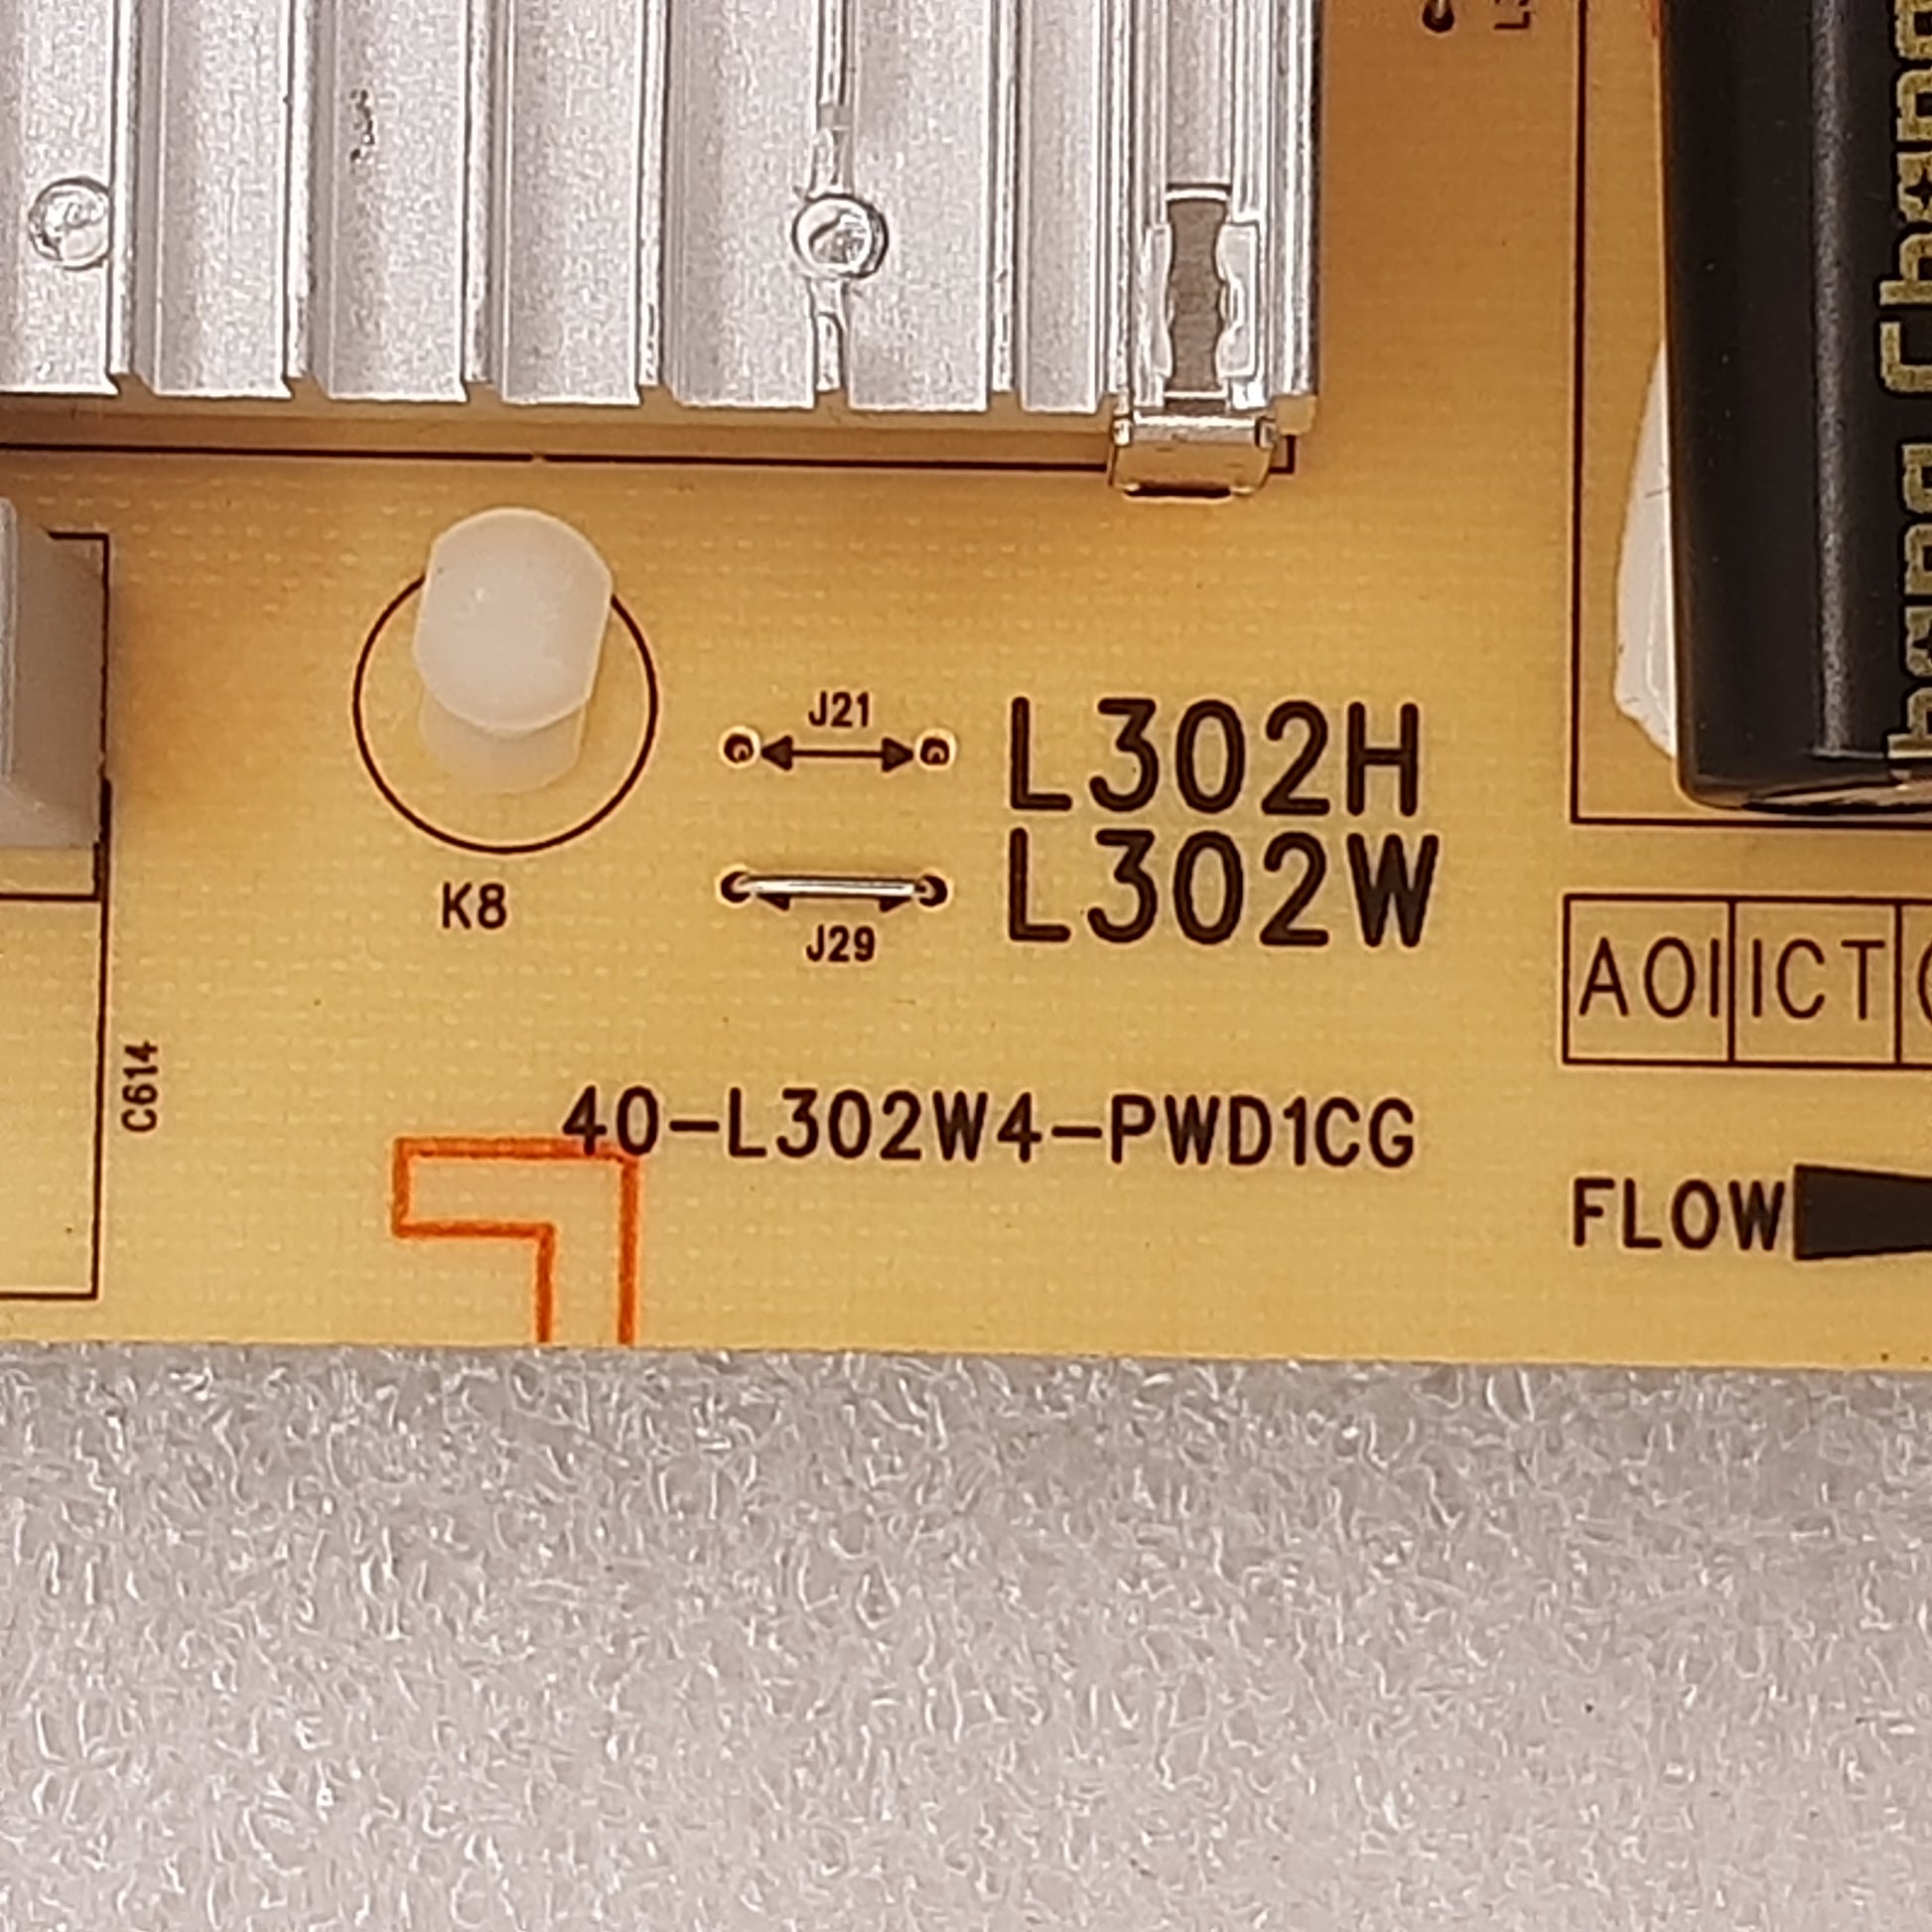 J21
L302H
L302W
K8
J29
AOI ICT
C614
40-L302W4-PWD1CG
FLOW